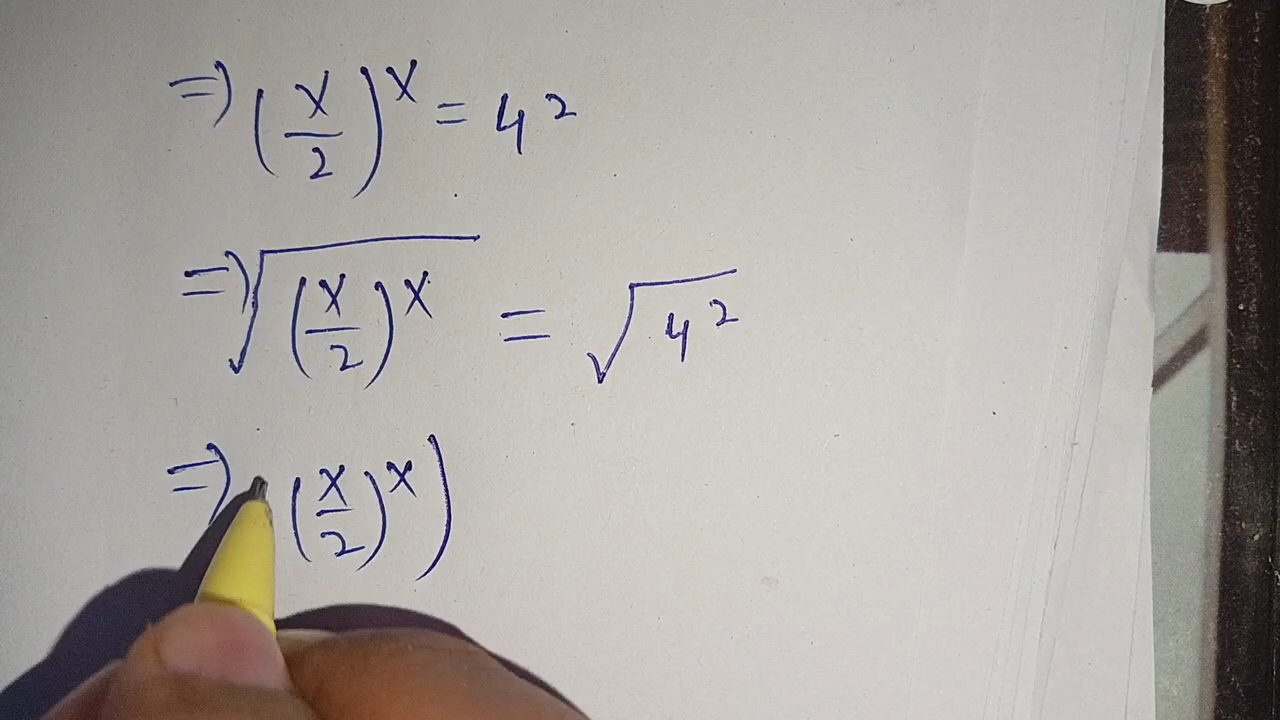 ⇒ (x/2)^x = 4^2
⇒ √((x/2)^x) = √(4^2)
⇒ (x/2)^x)